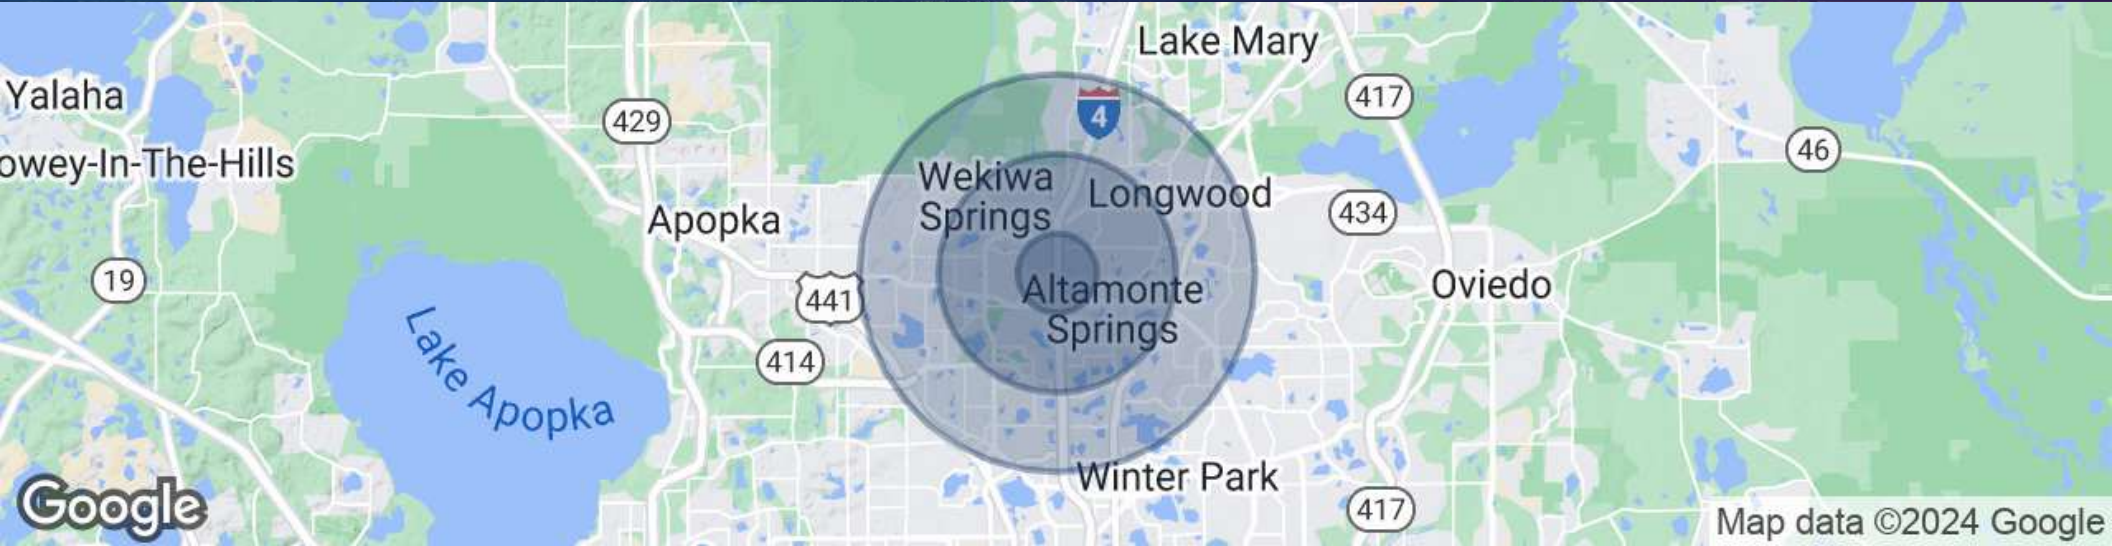 Lake Mary
Yalaha
417
4
429
46
owey-In-The-Hills
Wekiwa
Springs
Longwood
Apopka
434
19
Oviedo
441
Altamonte
Springs
414
Lake Apopka
Winter Park
Google
417
Map data ©2024 Google